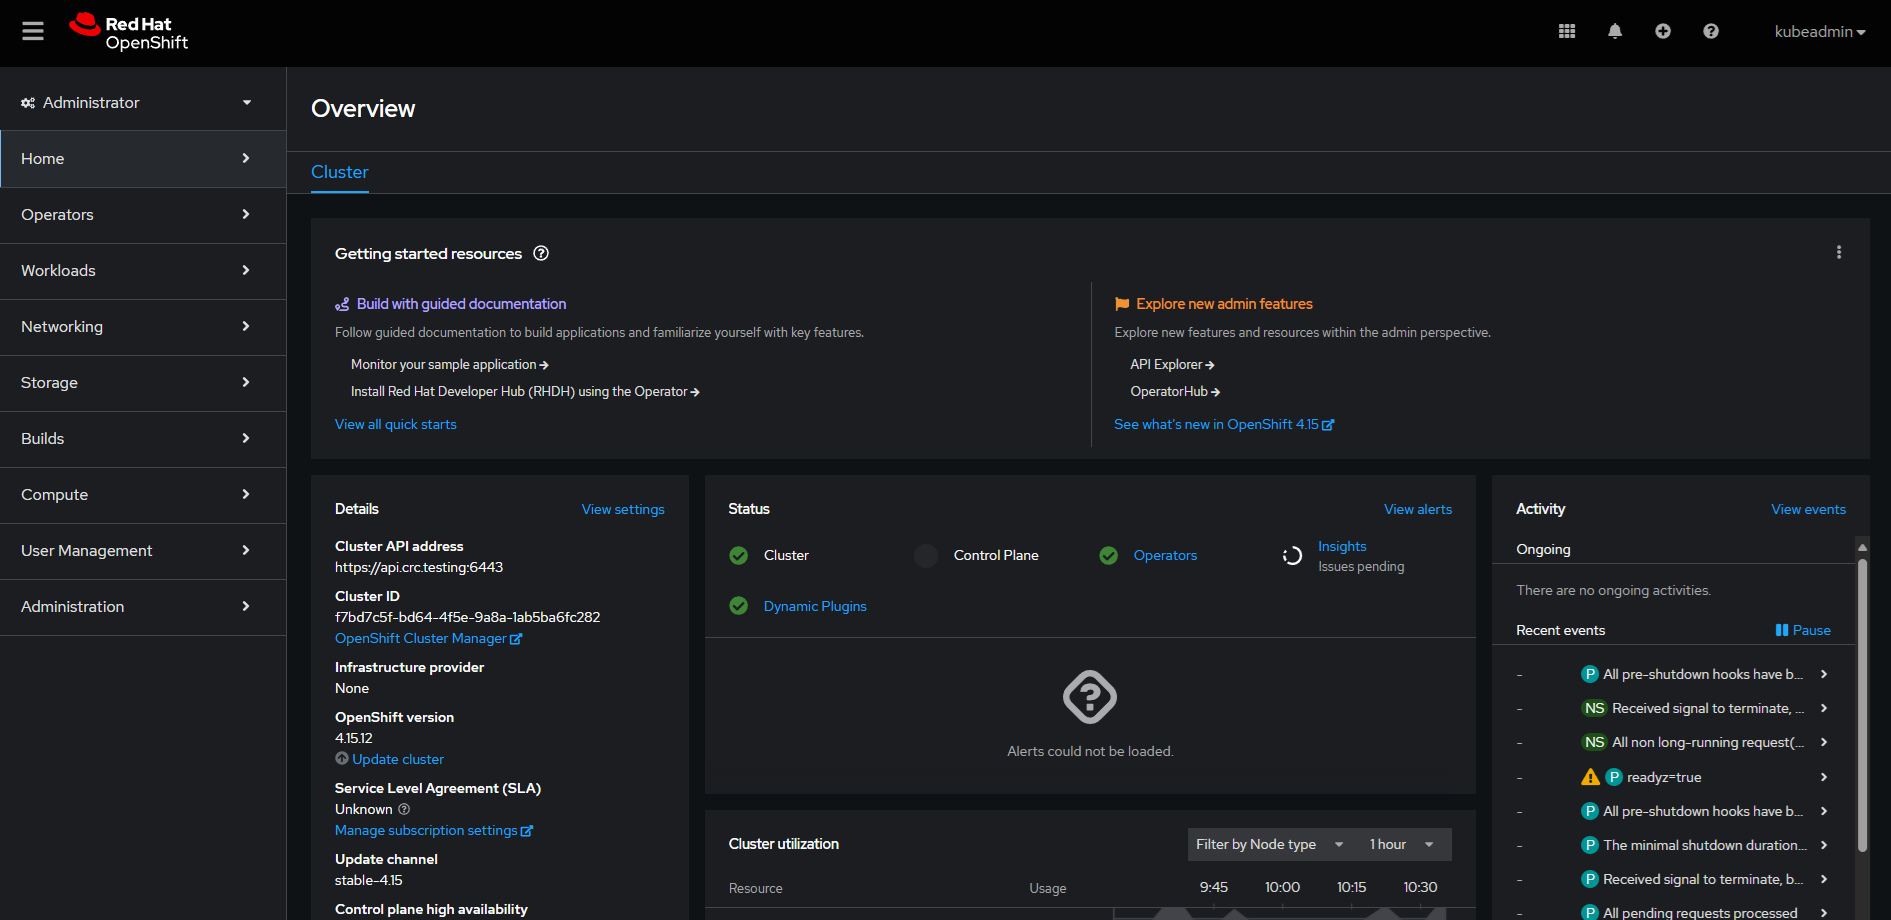 Red Hat
OpenShift
kubeadmin
Administrator
Home
Operators
Workloads
Networking
Storage
Builds
Compute
User Management
Administration
Overview
Cluster
Getting started resources
Build with guided documentation
Follow guided documentation to build applications and familiarize yourself with key features.
Monitor your sample application
Install Red Hat Developer Hub (RHDH) using the Operator
View all quick starts
Explore new admin features
Explore new features and resources within the admin perspective.
API Explorer
OperatorHub
See what's new in OpenShift 4.15
Details
View settings
Cluster API address
https://api.crc.testing:6443
Cluster ID
f7bd7c5f-bd64-4f5e-9a8a-1ab5ba6fc282
OpenShift Cluster Manager
Infrastructure provider
None
OpenShift version
4.15.12
Update cluster
Service Level Agreement (SLA)
Unknown
Manage subscription settings
Update channel
stable-4.15
Control plane high availability
Status
View alerts
Cluster
Control Plane
Operators
Insights
Issues pending
Dynamic Plugins
Alerts could not be loaded.
Cluster utilization
Filter by Node type
1 hour
Resource
Usage
9:45
10:00
10:15
10:30
Activity
View events
Ongoing
There are no ongoing activities.
Recent events
Pause
- P All pre-shutdown hooks have b...
- NS Received signal to terminate, ...
- NS All non long-running request(...
- P readyz=true
- P All pre-shutdown hooks have b...
- P The minimal shutdown duration...
- P Received signal to terminate, b...
- P All pending requests processed